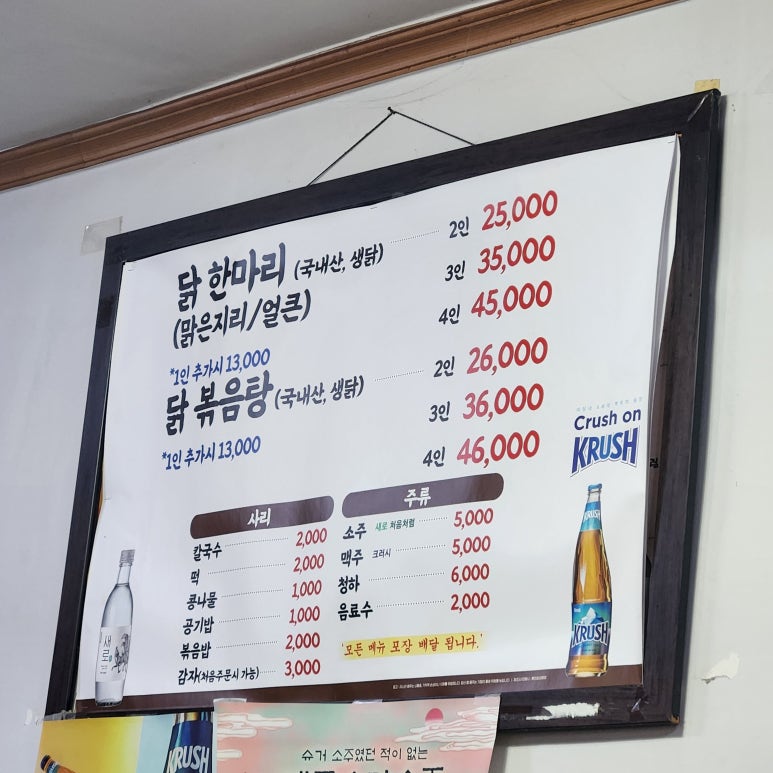 닭 한마리 (국내산, 생닭) 2인 25,000
(맑은지리/얼큰) 3인 35,000
4인 45,000
*1인 추가시 13,000
닭 볶음탕 (국내산, 생닭) 2인 26,000
3인 36,000
*1인 추가시 13,000
4인 46,000
Crush on
KRUSH
사리
칼국수 2,000
떡 2,000
콩나물 1,000
공기밥 1,000
볶음밥 2,000
감자(처음주문시 가능) 3,000
주류
소주 새로 처음처럼 5,000
맥주 크러시 5,000
청하 6,000
음료수 2,000
'모든 메뉴 포장 배달 됩니다.'
새로
KRUSH
KRUSH
KRUSH
슈거 소주였던 적이 없는